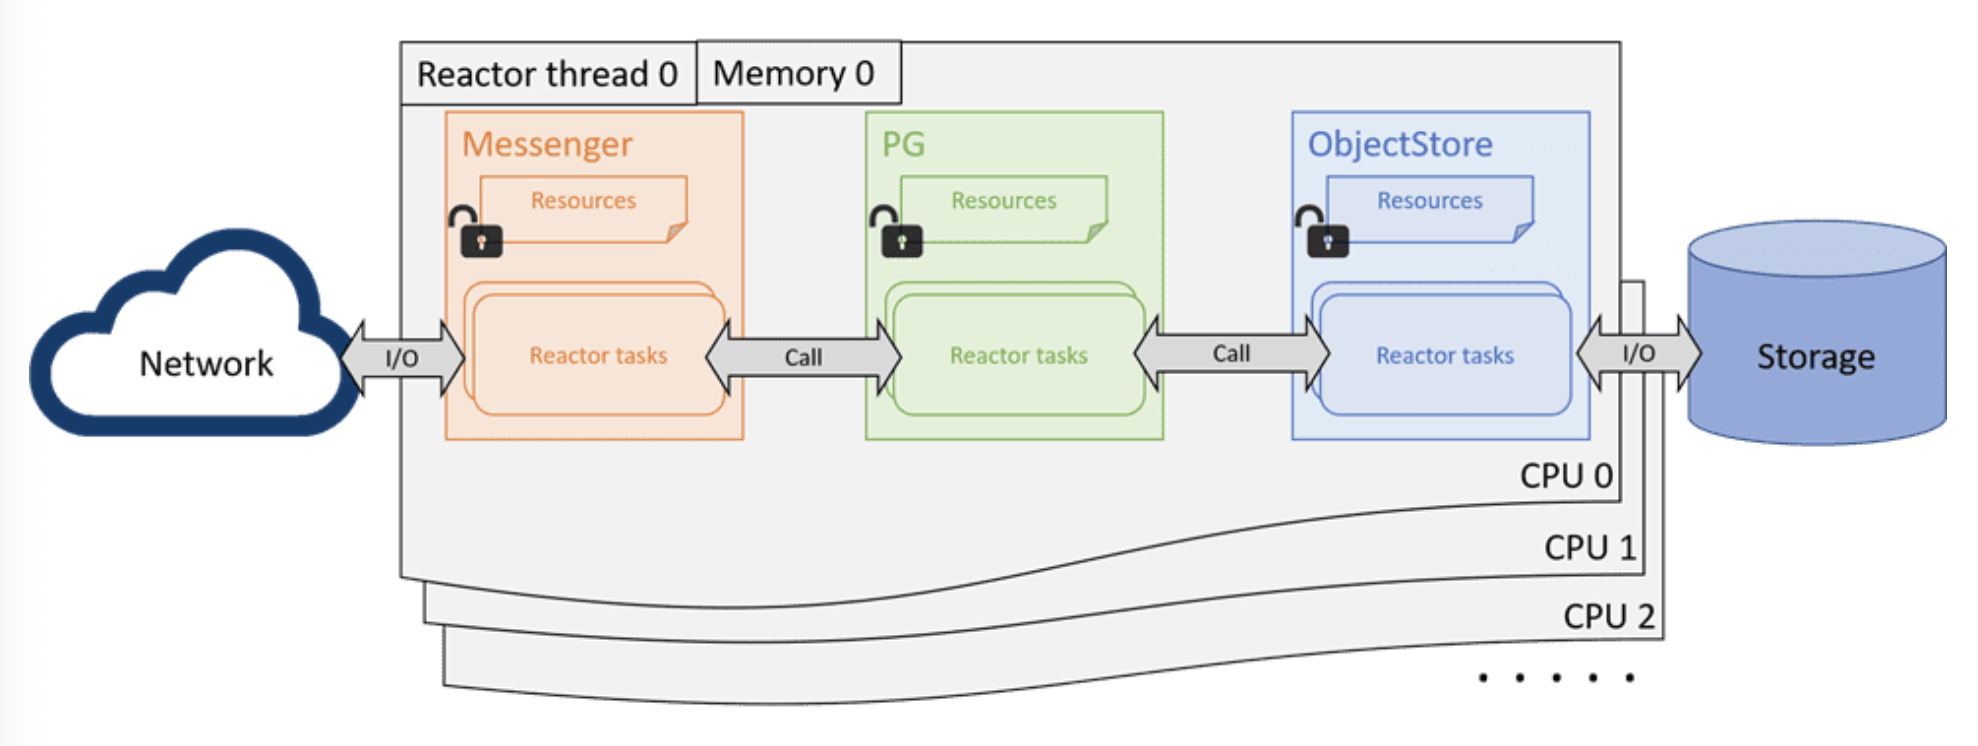 Reactor thread 0
Memory 0
Messenger
PG
ObjectStore
Resources
Resources
Resources
Network
I/O
Reactor tasks
Call
Reactor tasks
Call
Reactor tasks
I/O
Storage
CPU 0
CPU 1
CPU 2
. . . . .